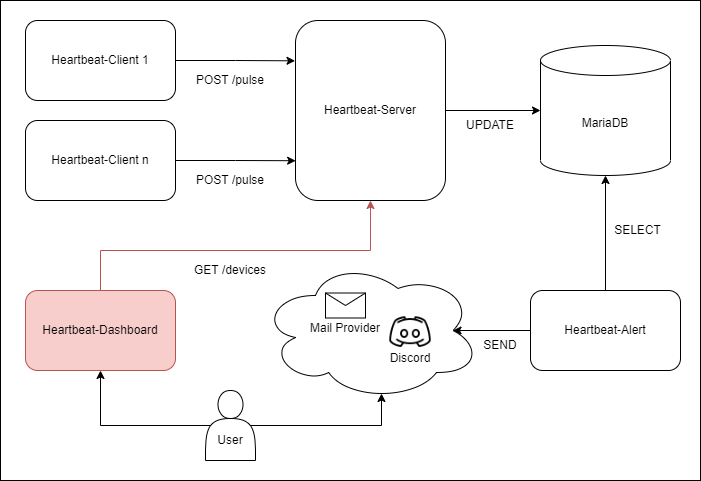 Heartbeat-Client 1
POST /pulse
Heartbeat-Server
UPDATE
MariaDB
Heartbeat-Client n
POST /pulse
SELECT
GET /devices
Heartbeat-Dashboard
Mail Provider
Discord
SEND
Heartbeat-Alert
User